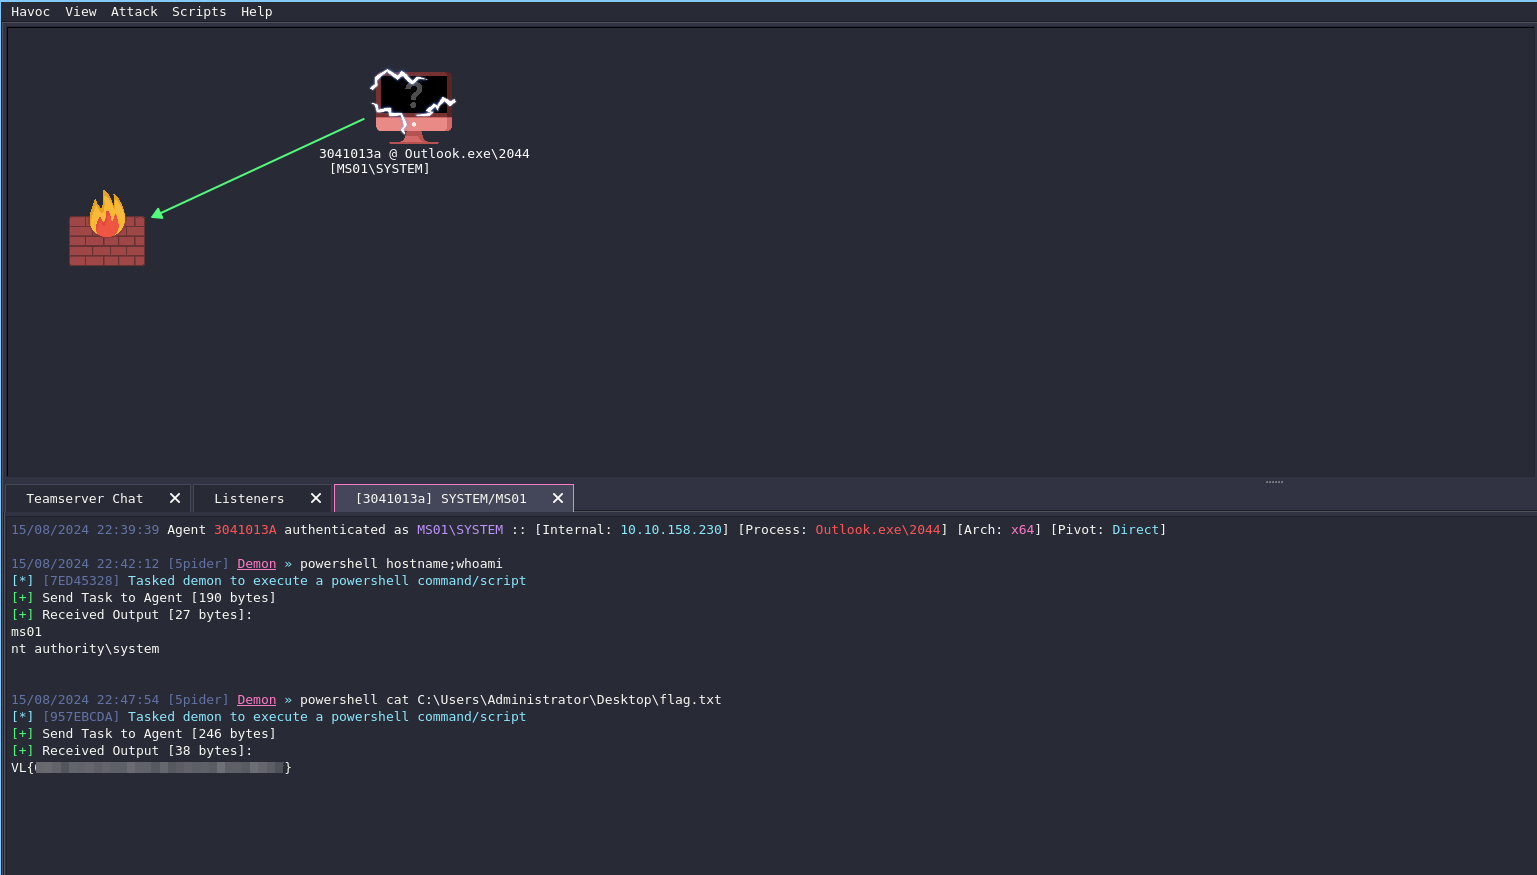 Havoc View Attack Scripts Help
?
3041013a @ Outlook.exe\2044
[MS01\SYSTEM]
Teamserver Chat Listeners [3041013a] SYSTEM/MS01
15/08/2024 22:39:39 Agent 3041013A authenticated as MS01\SYSTEM :: [Internal: 10.10.158.230] [Process: Outlook.exe\2044] [Arch: x64] [Pivot: Direct]
15/08/2024 22:42:12 [5pider] Demon » powershell hostname;whoami
[*] [7ED45328] Tasked demon to execute a powershell command/script
[+] Send Task to Agent [190 bytes]
[+] Received Output [27 bytes]:
ms01
nt authority\system
15/08/2024 22:47:54 [5pider] Demon » powershell cat C:\Users\Administrator\Desktop\flag.txt
[*] [957EBCDA] Tasked demon to execute a powershell command/script
[+] Send Task to Agent [246 bytes]
[+] Received Output [38 bytes]:
VL{ }